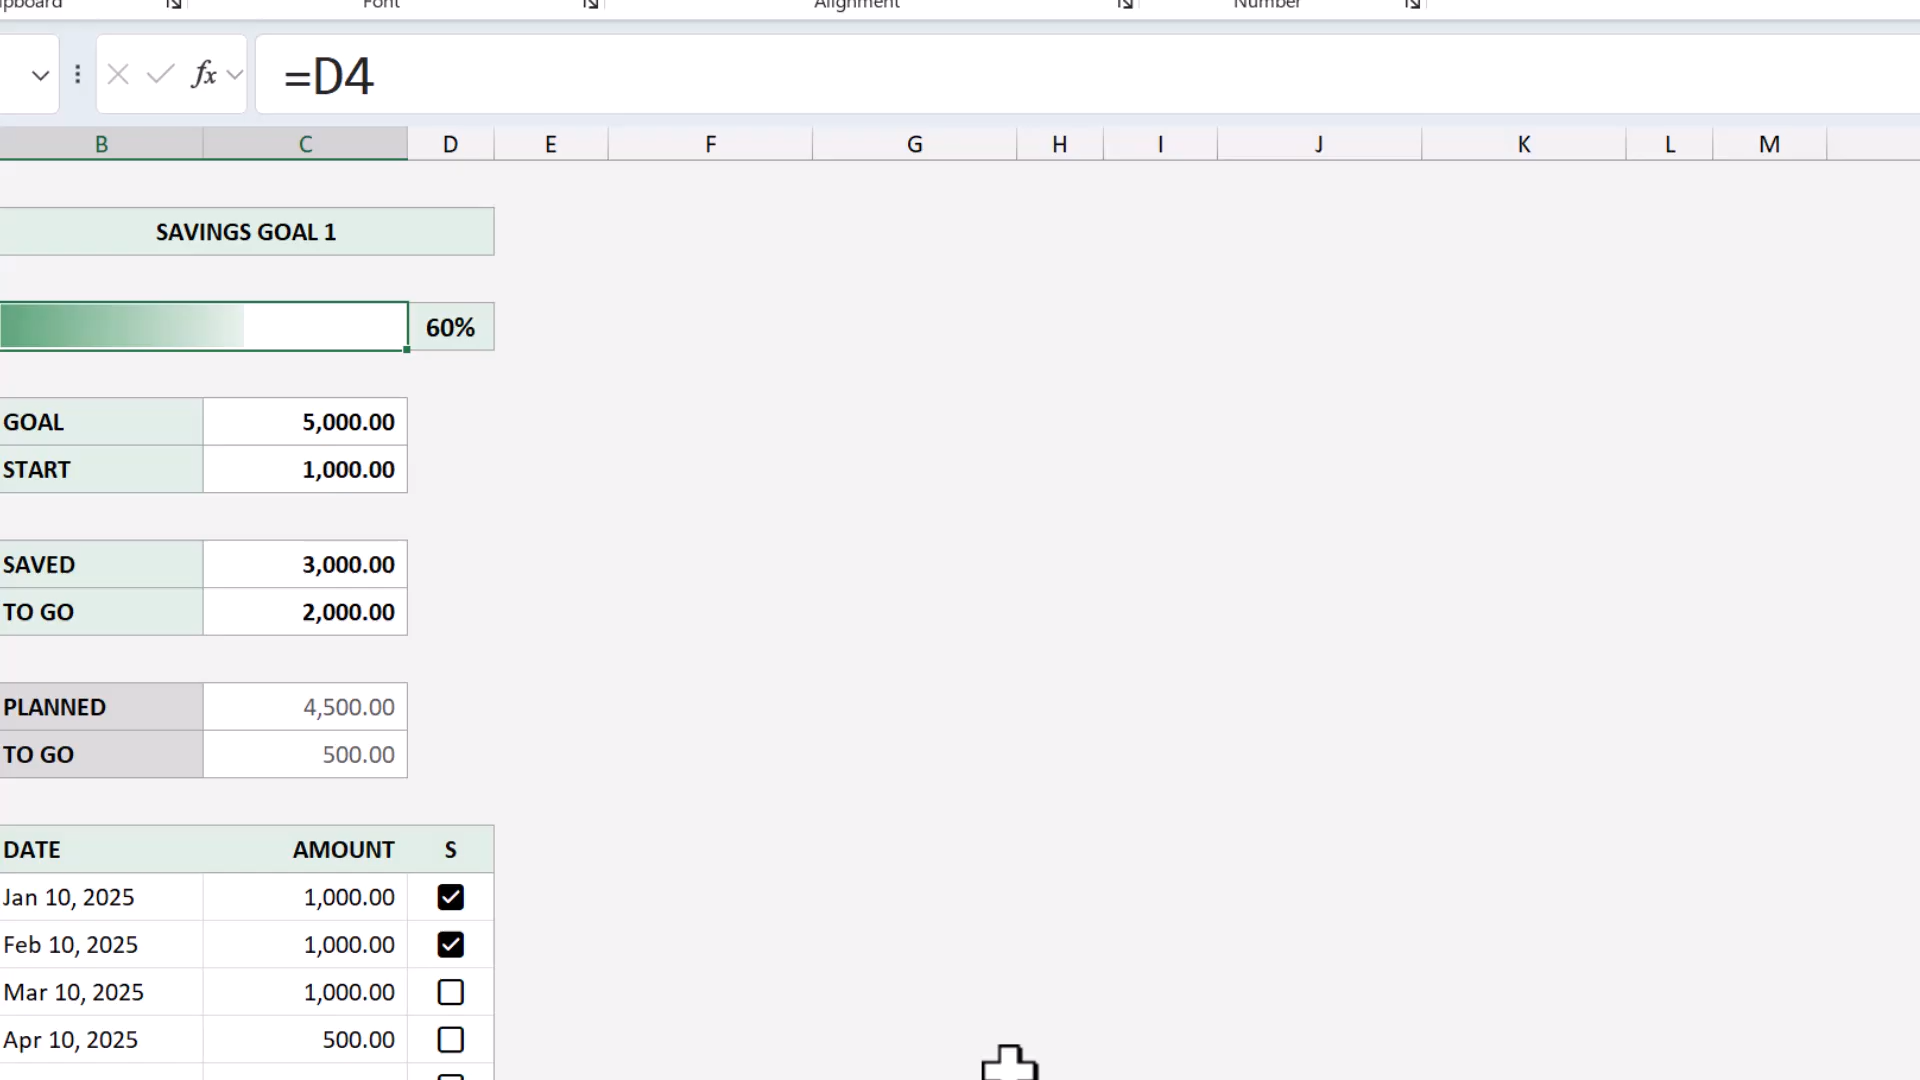 Font Alignment Number
fx =D4
B C D E F G H I J K L M
SAVINGS GOAL 1
60%
GOAL 5,000.00
START 1,000.00
SAVED 3,000.00
TO GO 2,000.00
PLANNED 4,500.00
TO GO 500.00
DATE AMOUNT S
Jan 10, 2025 1,000.00
Feb 10, 2025 1,000.00
Mar 10, 2025 1,000.00
Apr 10, 2025 500.00